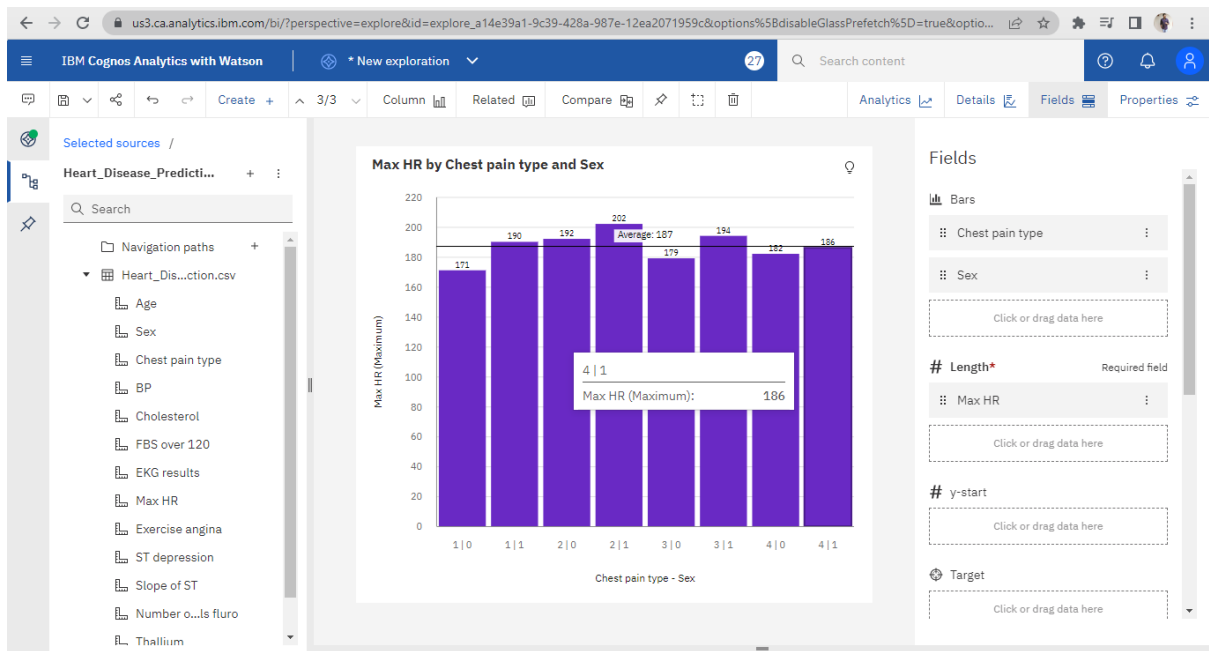 us3.ca.analytics.ibm.com/bi/?perspective=explore&id=explore_a14e39a1-9c39-428a-987e-12ea2071959c&options%5BdisableGlassPrefetch%5D=true&optio...
IBM Cognos Analytics with Watson
* New exploration
27
Search content
Create +
3/3
Column
Related
Compare
Analytics
Details
Fields
Properties
Selected sources /
Heart_Disease_Predicti...
Search
Navigation paths
Heart_Dis...ction.csv
Age
Sex
Chest pain type
BP
Cholesterol
FBS over 120
EKG results
Max HR
Exercise angina
ST depression
Slope of ST
Number o...ls fluro
Thallium
Max HR by Chest pain type and Sex
Max HR (Maximum)
220
200
180
160
140
120
100
80
60
40
20
0
171
190
192
202
Average: 187
179
194
182
186
4 | 1
Max HR (Maximum): 186
1 | 0
1 | 1
2 | 0
2 | 1
3 | 0
3 | 1
4 | 0
4 | 1
Chest pain type - Sex
Fields
Bars
Chest pain type
Sex
Click or drag data here
# Length* Required field
Max HR
Click or drag data here
# y-start
Click or drag data here
Target
Click or drag data here